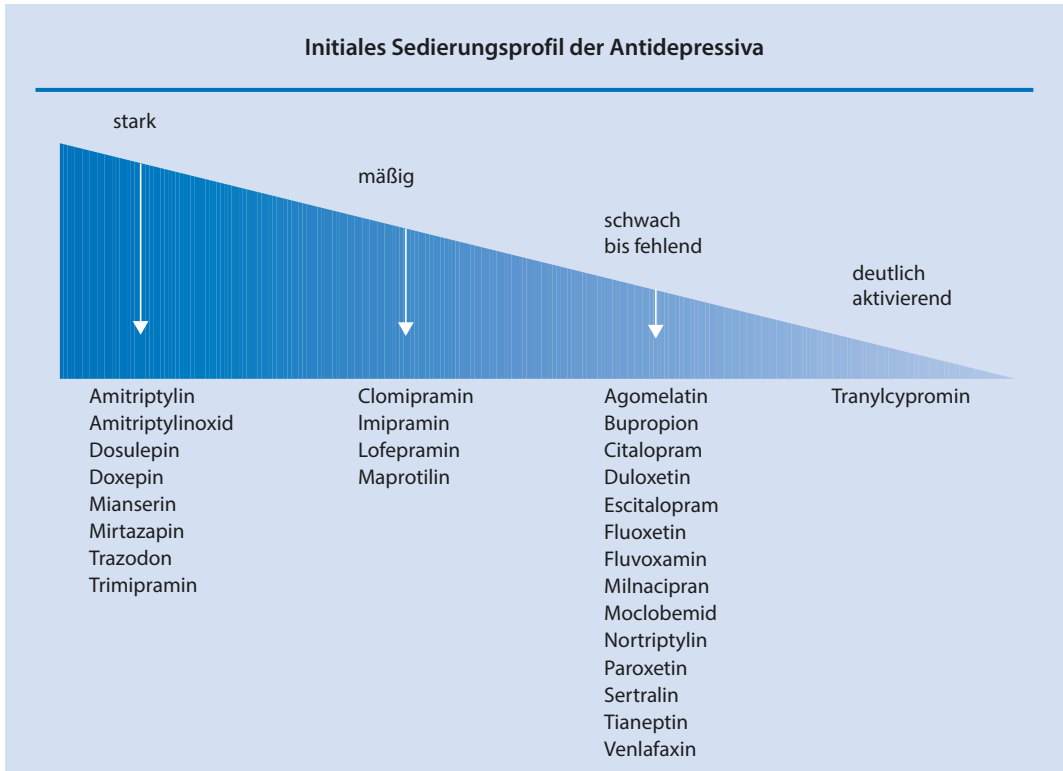 Initiales Sedierungsprofil der Antidepressiva
stark
mäßig
schwach
bis fehlend
deutlich
aktivierend
Amitriptylin
Amitriptylinoxid
Dosulepin
Doxepin
Mianserin
Mirtazapin
Trazodon
Trimipramin
Clomipramin
Imipramin
Lofepramin
Maprotilin
Agomelatin
Bupropion
Citalopram
Duloxetin
Escitalopram
Fluoxetin
Fluvoxamin
Milnacipran
Moclobemid
Nortriptylin
Paroxetin
Sertralin
Tianeptin
Venlafaxin
Tranylcypromin